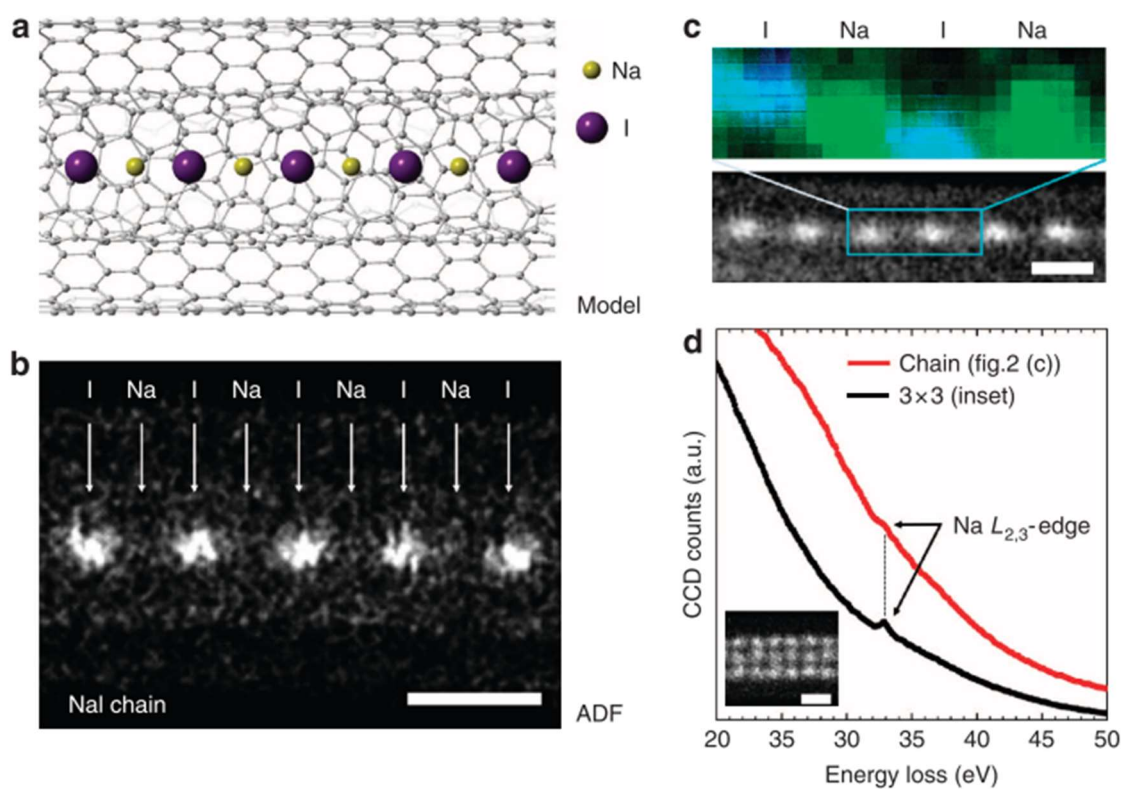 a
Na
I
Model
b
I Na I Na I Na I Na I
NaI chain
ADF
c
I Na I Na
d
Chain (fig.2 (c))
3×3 (inset)
Na L2,3-edge
CCD counts (a.u.)
20 25 30 35 40 45 50
Energy loss (eV)